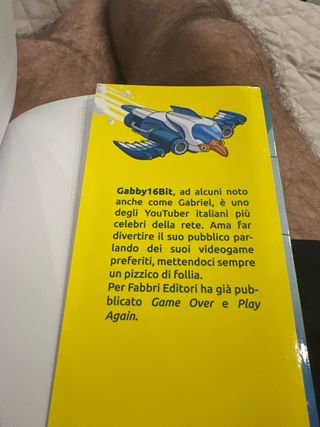 Gabby16Bit, ad alcuni noto
anche come Gabriel, è uno
degli YouTuber italiani più
celebri della rete. Ama far
divertire il suo pubblico par-
lando dei suoi videogame
preferiti, mettendoci sempre
un pizzico di follia.
Per Fabbri Editori ha già pub-
blicato Game Over e Play
Again.